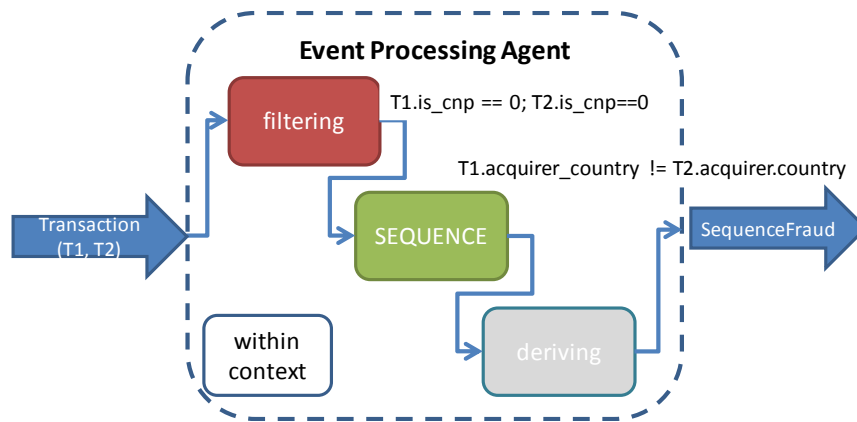 Event Processing Agent
filtering
T1.is_cnp == 0; T2.is_cnp==0
T1.acquirer_country != T2.acquirer.country
Transaction
(T1, T2)
SEQUENCE
SequenceFraud
within
context
deriving